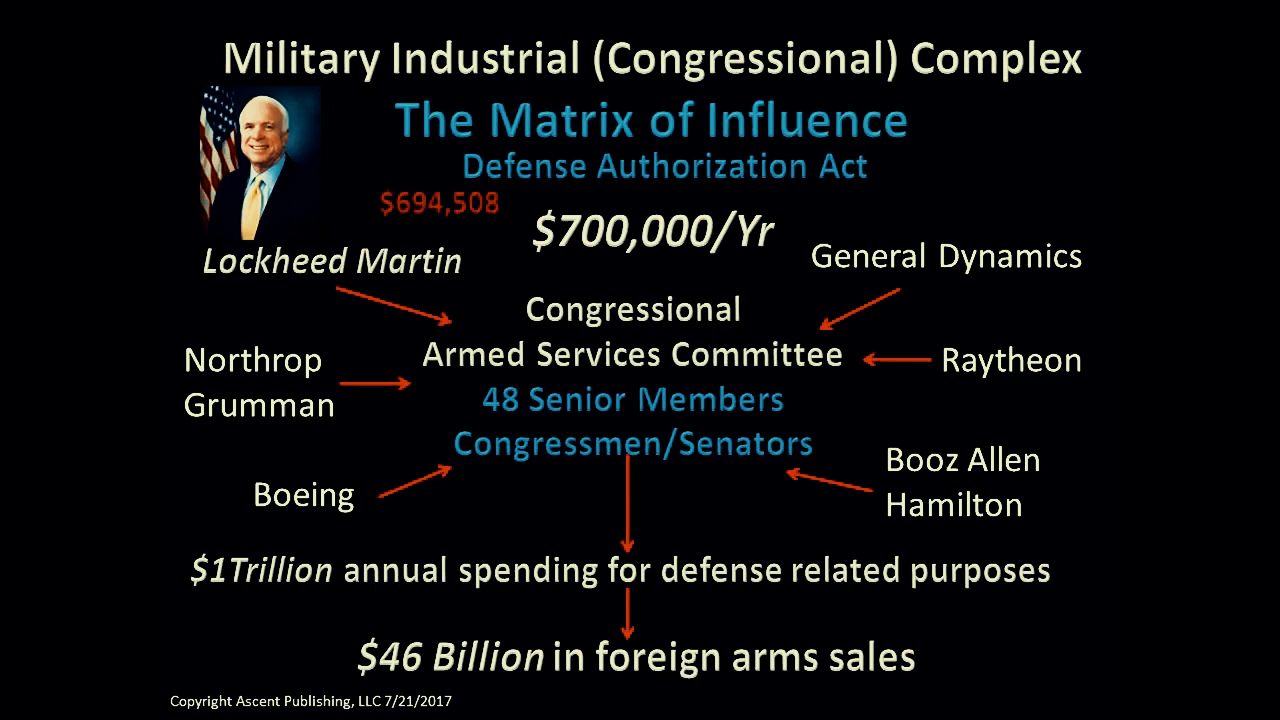 Military Industrial (Congressional) Complex
The Matrix of Influence
Defense Authorization Act
$694,508
$700,000/Yr
Lockheed Martin
General Dynamics
Congressional
Armed Services Committee
Northrop
Grumman
Raytheon
48 Senior Members
Congressmen/Senators
Boeing
Booz Allen
Hamilton
$1Trillion annual spending for defense related purposes
$46 Billion in foreign arms sales
Copyright Ascent Publishing, LLC 7/21/2017